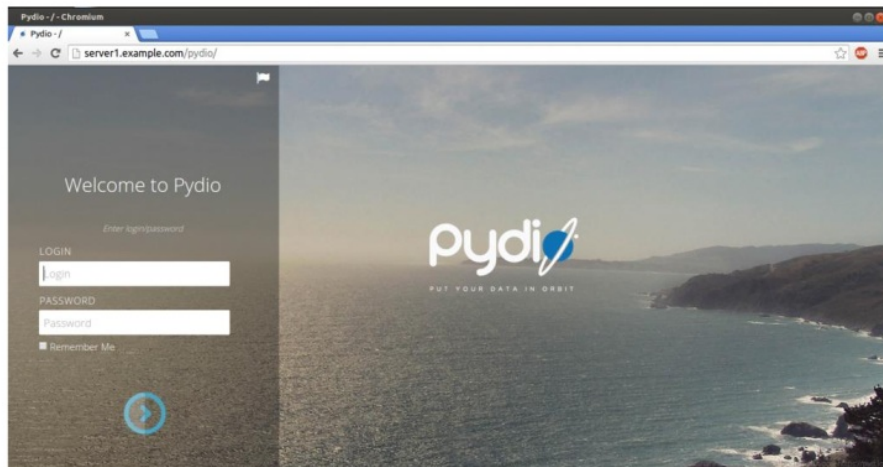 Pydio - / - Chromium
Pydio - /
server1.example.com/pydio/
ABP
Welcome to Pydio
Enter login/password
LOGIN
Login
PASSWORD
Password
Remember Me
pydio
PUT YOUR DATA IN ORBIT